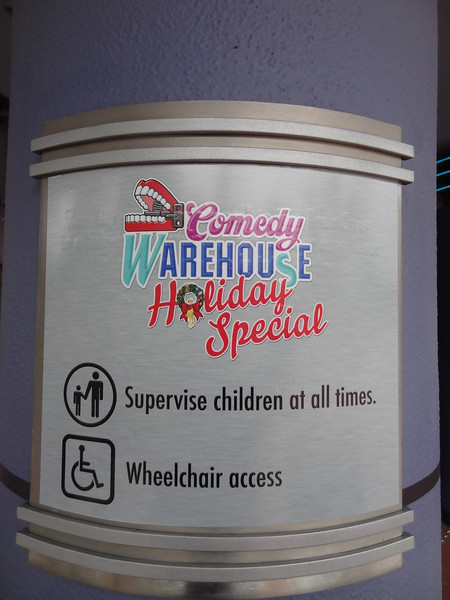 Comedy
WAREHOUSE
Holiday
Special
Supervise children at all times.
Wheelchair access